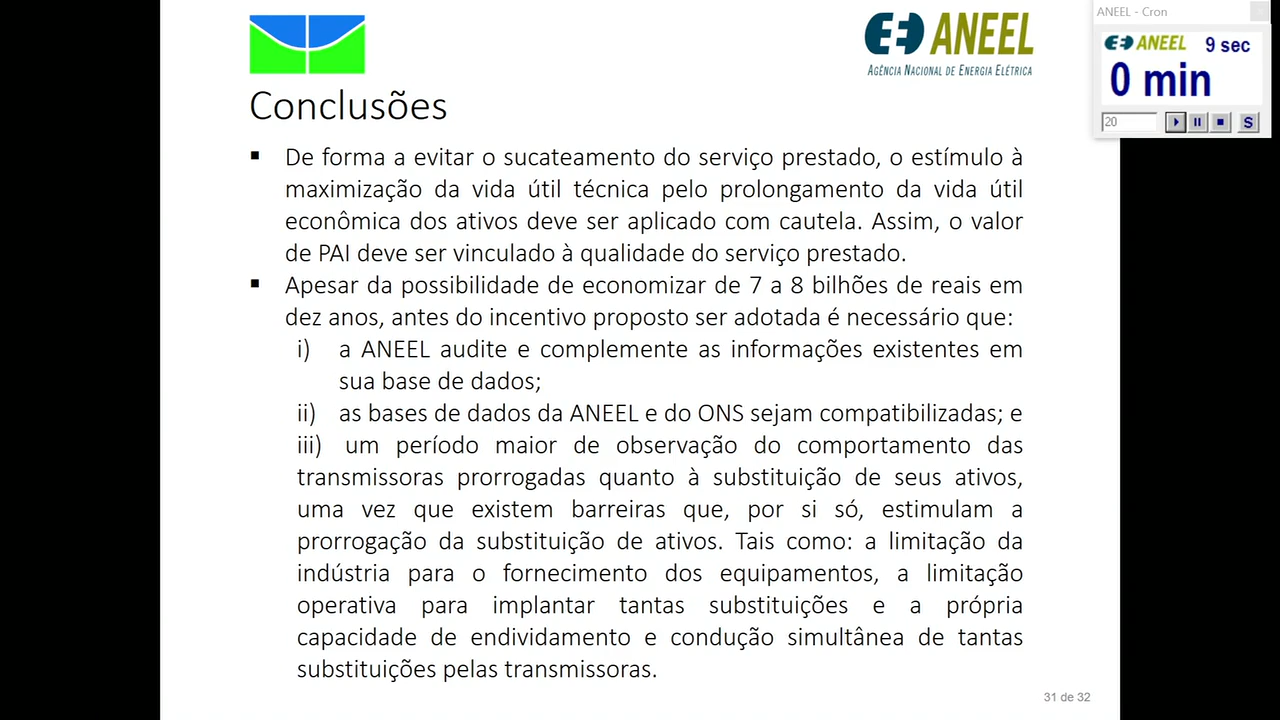 ANEEL
AGÊNCIA NACIONAL DE ENERGIA ELÉTRICA
ANEEL - Cron
ANEEL 9 sec
0 min
20
S
Conclusões
De forma a evitar o sucateamento do serviço prestado, o estímulo à
maximização da vida útil técnica pelo prolongamento da vida útil
econômica dos ativos deve ser aplicado com cautela. Assim, o valor
de PAI deve ser vinculado à qualidade do serviço prestado.
Apesar da possibilidade de economizar de 7 a 8 bilhões de reais em
dez anos, antes do incentivo proposto ser adotada é necessário que:
i) a ANEEL audite e complemente as informações existentes em
sua base de dados;
ii) as bases de dados da ANEEL e do ONS sejam compatibilizadas; e
iii) um período maior de observação do comportamento das
transmissoras prorrogadas quanto à substituição de seus ativos,
uma vez que existem barreiras que, por si só, estimulam a
prorrogação da substituição de ativos. Tais como: a limitação da
indústria para o fornecimento dos equipamentos, a limitação
operativa para implantar tantas substituições e a própria
capacidade de endividamento e condução simultânea de tantas
substituições pelas transmissoras.
31 de 32